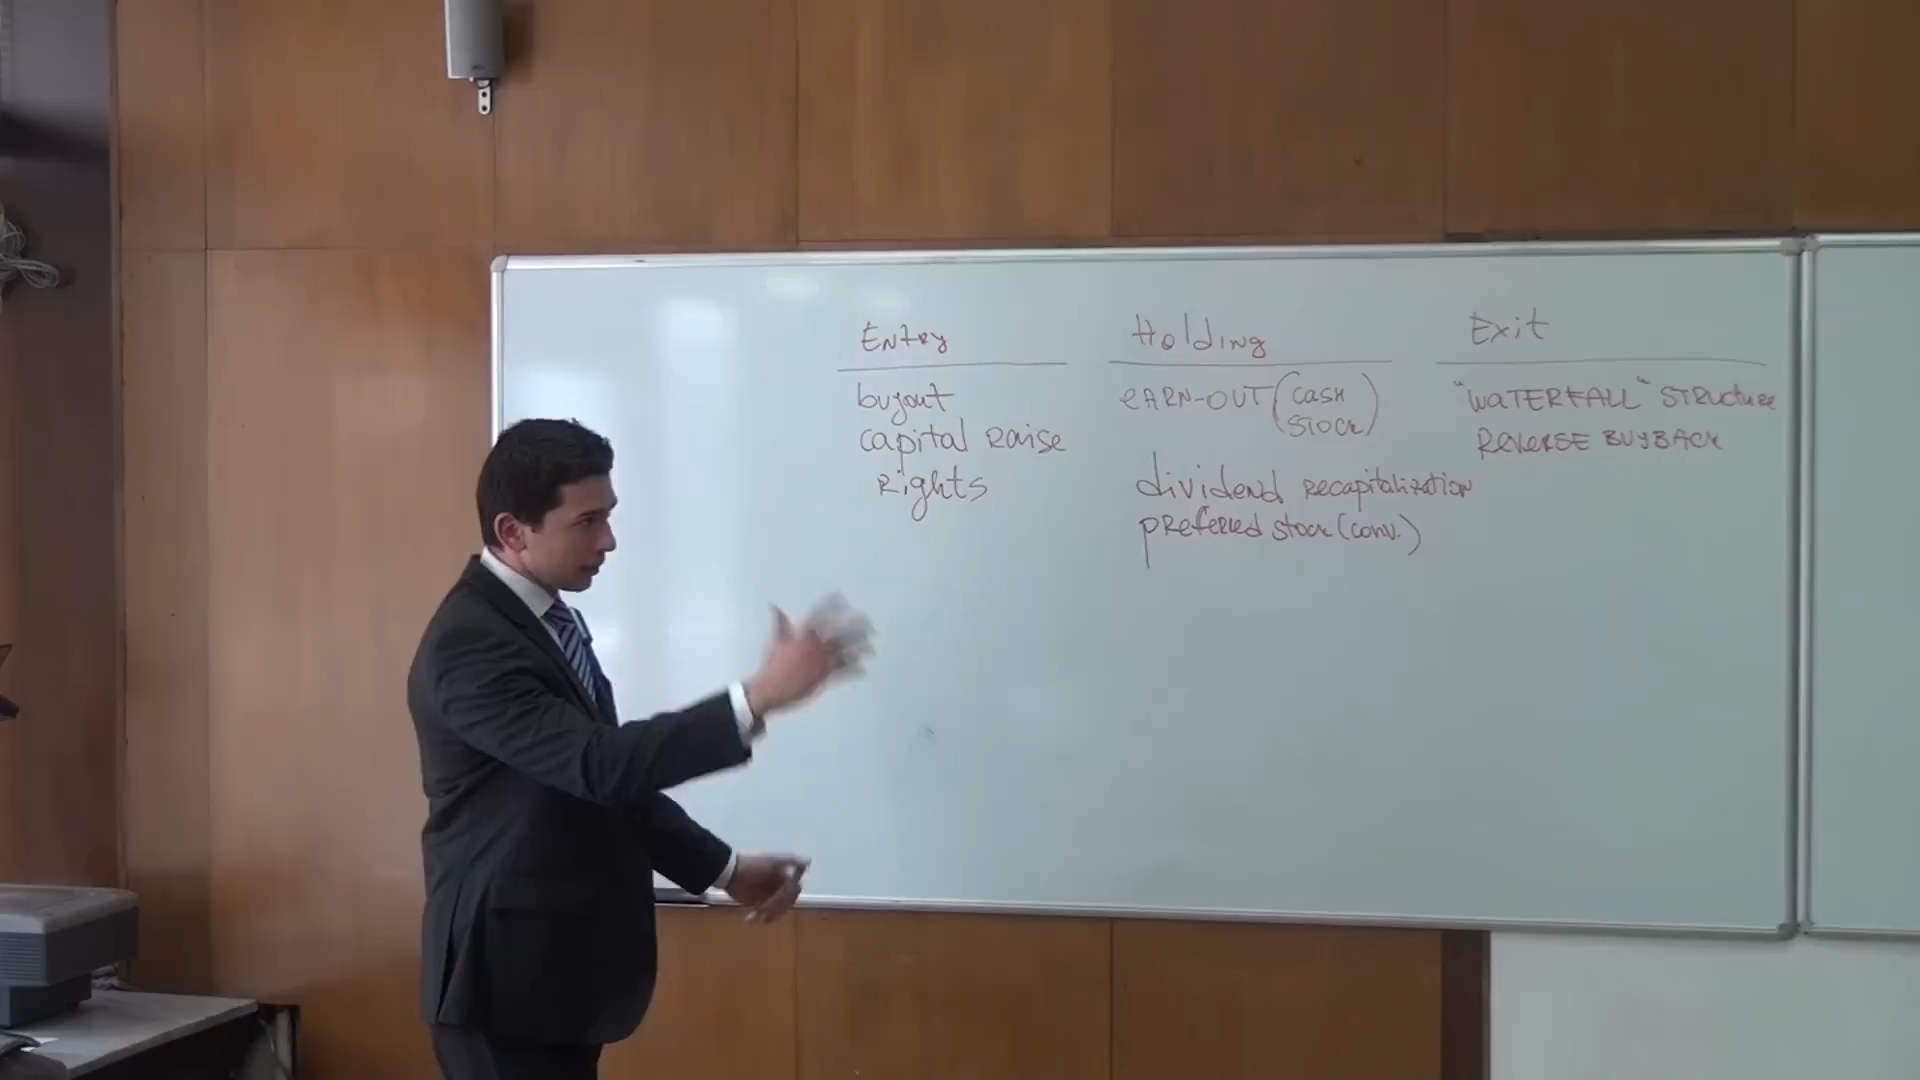 Entry
buyout
capital raise
rights
Holding
EARN-OUT (CASH
STOCK)
dividend recapitalization
preferred stock (conv.)
Exit
"WATERFALL" STRUCTURE
REVERSE BUYBACK